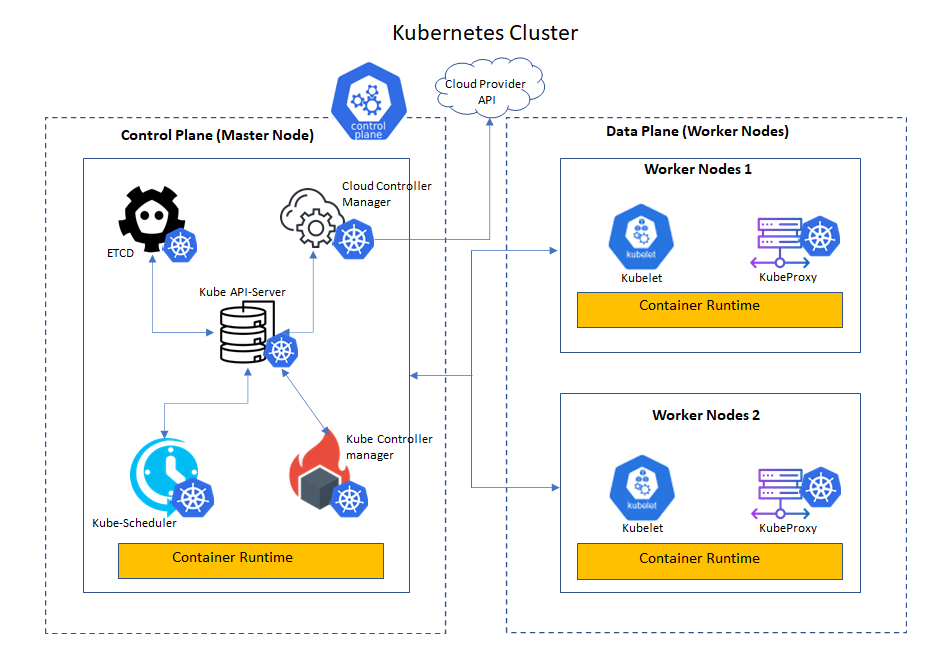 Kubernetes Cluster
Cloud Provider
API
control
plane
Control Plane (Master Node)
Cloud Controller
Manager
ETCD
Kube API-Server
Kube Controller
manager
Kube-Scheduler
Container Runtime
Data Plane (Worker Nodes)
Worker Nodes 1
kubelet
Kubelet
KubeProxy
Container Runtime
Worker Nodes 2
kubelet
Kubelet
KubeProxy
Container Runtime